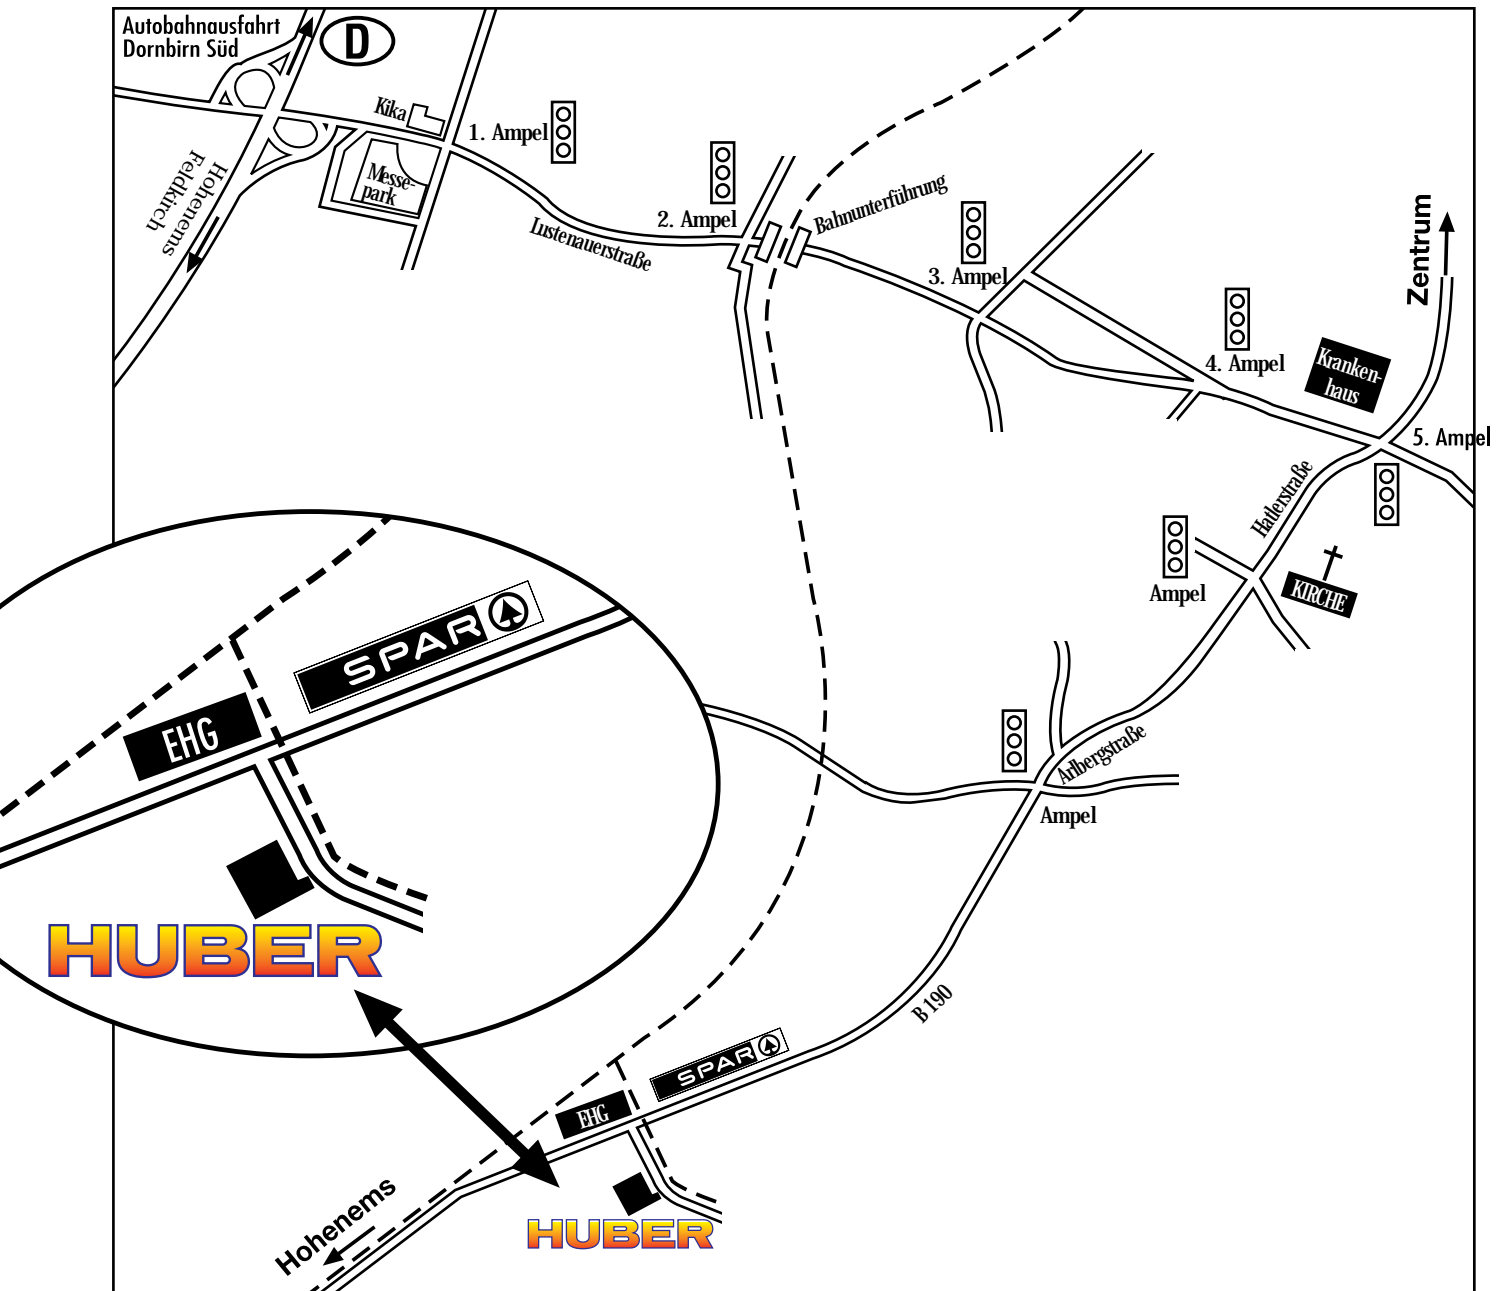 Autobahnausfahrt
Dornbirn Süd
D
Kika
1. Ampel
Messe-
park
Hohenems
Feldkirch
Lustenauerstraße
2. Ampel
Bahnunterführung
3. Ampel
4. Ampel
Zentrum
Kranken-
haus
5. Ampel
Hatlerstraße
KIRCHE
Ampel
Arlbergstraße
Ampel
SPAR
EHG
HUBER
B 190
SPAR
EHG
HUBER
Hohenems